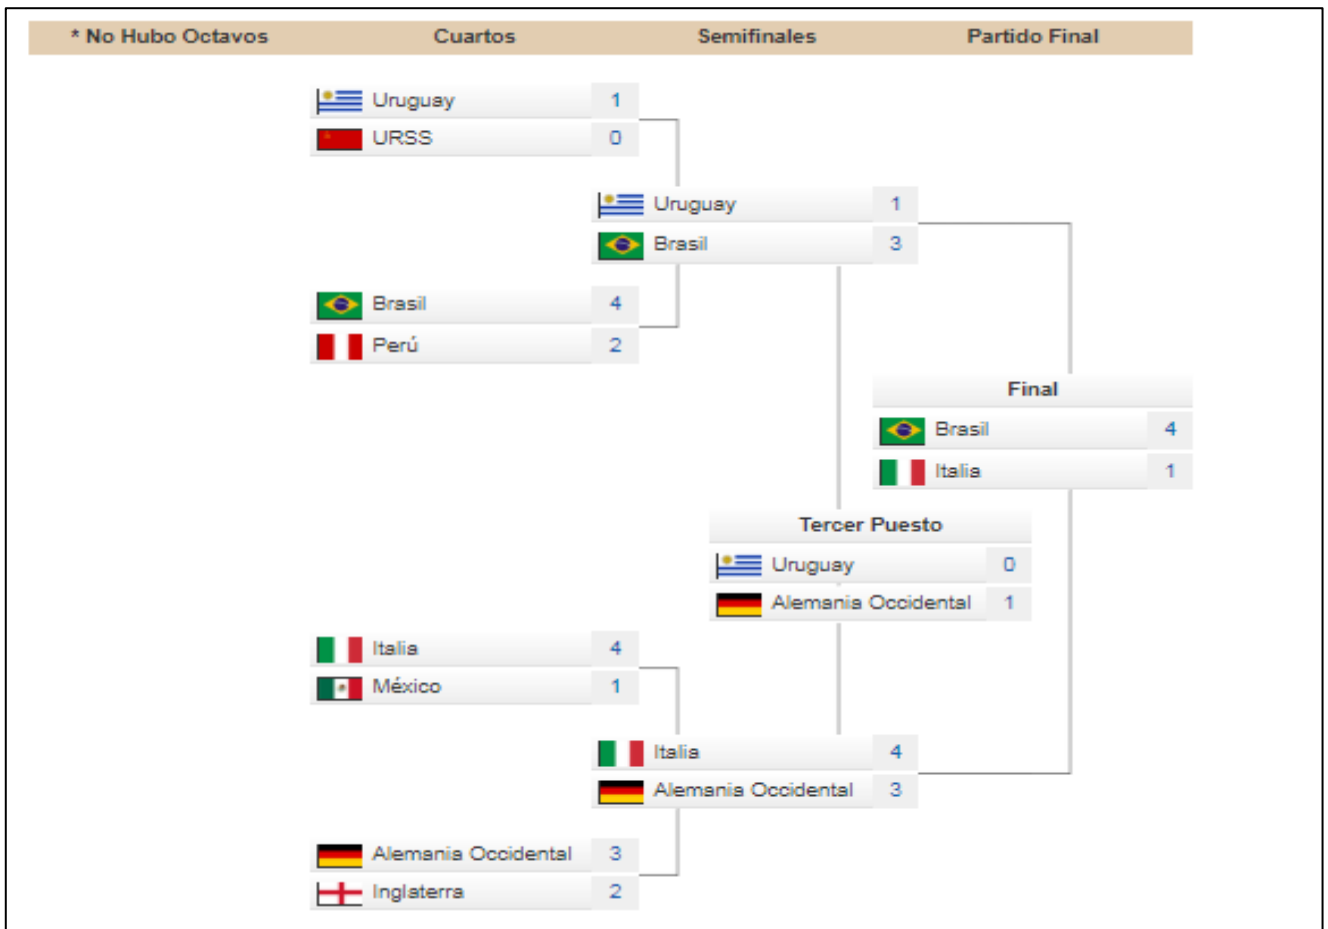 * No Hubo Octavos Cuartos Semifinales Partido Final
Uruguay 1
URSS 0
Uruguay 1
Brasil 3
Brasil 4
Perú 2
Final
Brasil 4
Italia 1
Tercer Puesto
Uruguay 0
Alemania Occidental 1
Italia 4
México 1
Italia 4
Alemania Occidental 3
Alemania Occidental 3
Inglaterra 2